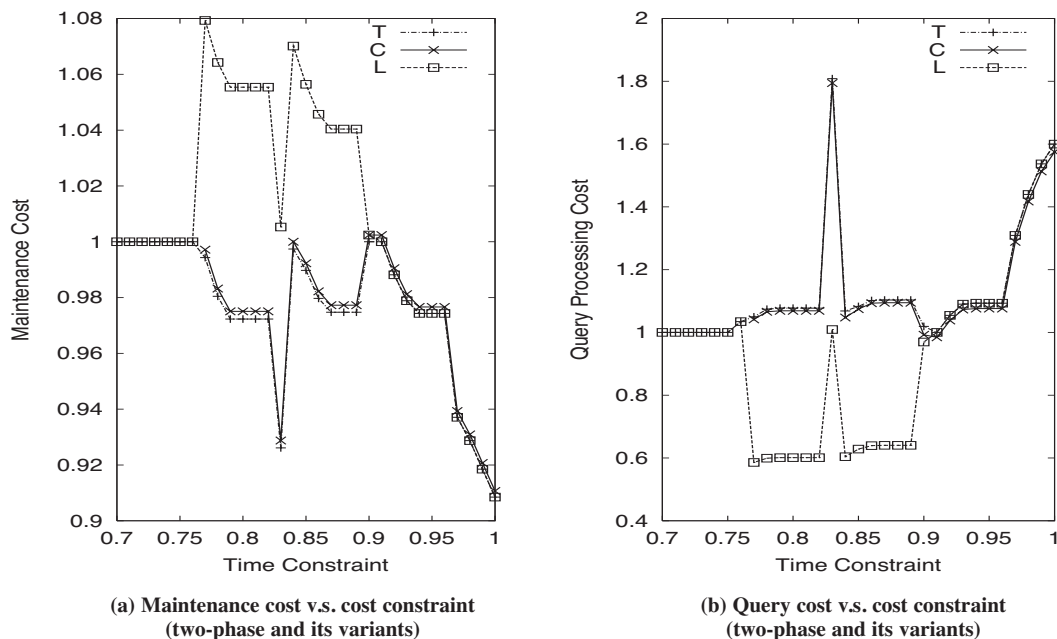 1.08
1.06
1.04
1.02
1
0.98
0.96
0.94
0.92
0.9
0.7 0.75 0.8 0.85 0.9 0.95 1
Maintenance Cost
Time Constraint
T
C
L
(a) Maintenance cost v.s. cost constraint
(two-phase and its variants)
2
1.8
1.6
1.4
1.2
1
0.8
0.6
0.4
0.7 0.75 0.8 0.85 0.9 0.95 1
Query Processing Cost
Time Constraint
T
C
L
(b) Query cost v.s. cost constraint
(two-phase and its variants)